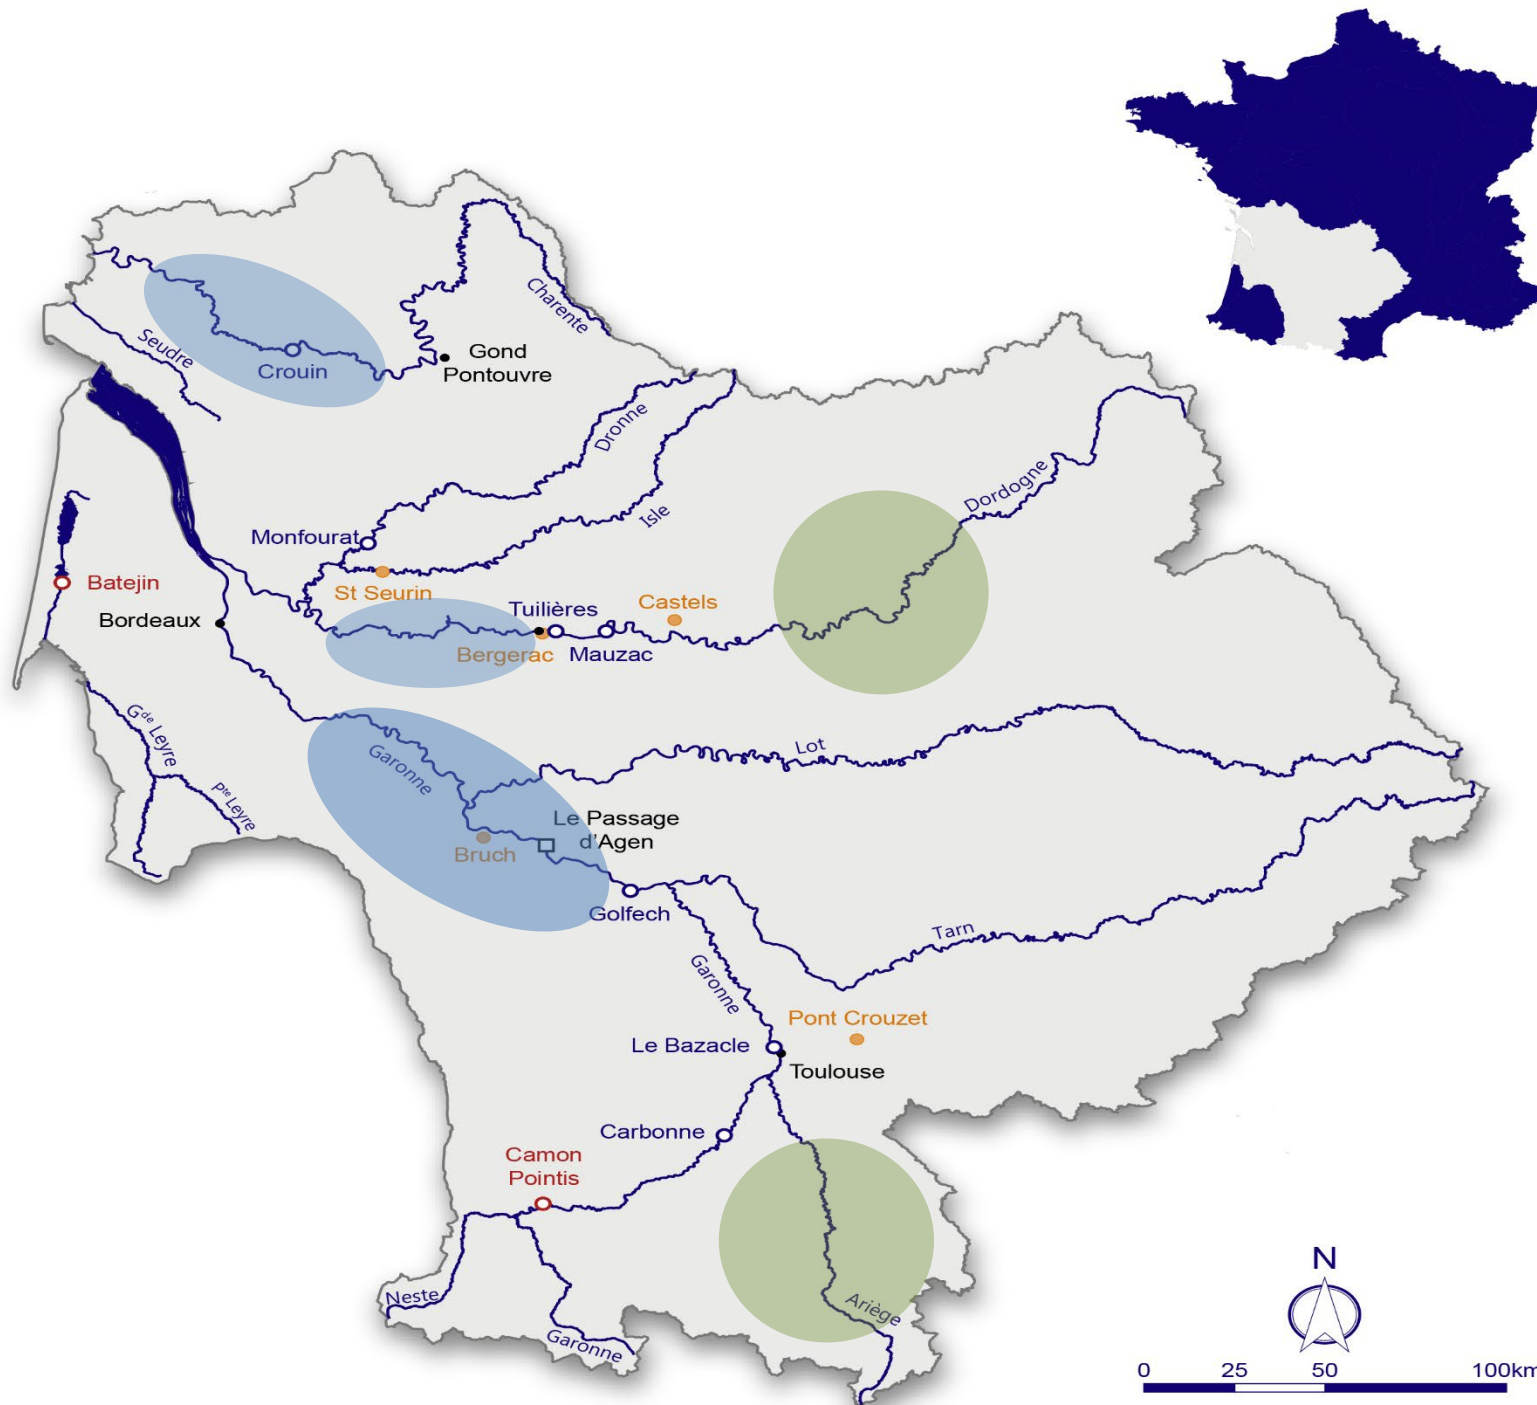 Charente
Seudre
Crouin
Gond
Pontouvre
Dronne
Isle
Dordogne
Monfourat
St Seurin
Batejin
Bordeaux
Tuilières
Castels
Bergerac
Mauzac
Gde Leyre
Pte Leyre
Garonne
Lot
Le Passage
d'Agen
Bruch
Golfech
Tarn
Garonne
Pont Crouzet
Le Bazacle
Toulouse
Carbonne
Camon
Pointis
Neste
Garonne
Ariège
N
0 25 50 100km